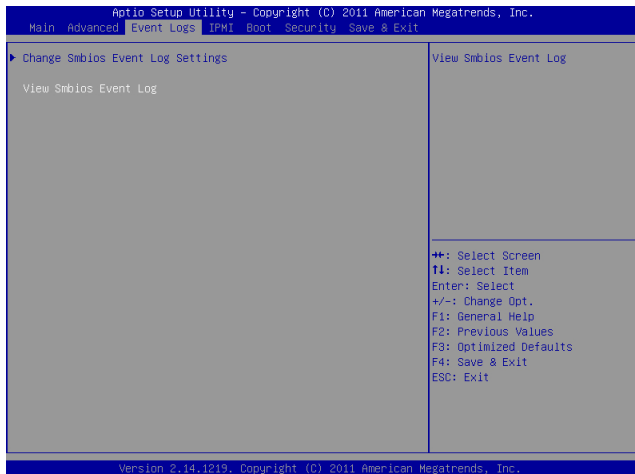 Aptio Setup Utility – Copyright (C) 2011 American Megatrends, Inc.
Main Advanced Event Logs IPMI Boot Security Save & Exit
Change Smbios Event Log Settings
View Smbios Event Log
View Smbios Event Log
→←: Select Screen
↑↓: Select Item
Enter: Select
+/-: Change Opt.
F1: General Help
F2: Previous Values
F3: Optimized Defaults
F4: Save & Exit
ESC: Exit
Version 2.14.1219. Copyright (C) 2011 American Megatrends, Inc.